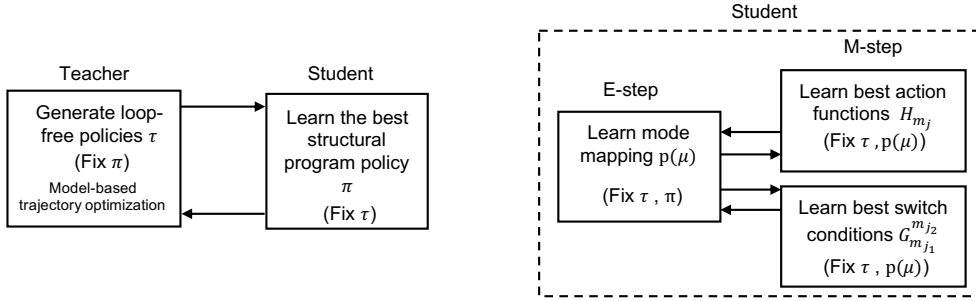 Teacher
Generate loop-
free policies τ
(Fix π)
Model-based
trajectory optimization
Student
Learn the best
structural
program policy
π
(Fix τ)
Student
E-step
Learn mode
mapping p(μ)
(Fix τ , π)
M-step
Learn best action
functions H_{m_j}
(Fix τ , p(μ))
Learn best switch
conditions G_{m_{j_1}}^{m_{j_2}}
(Fix τ , p(μ))